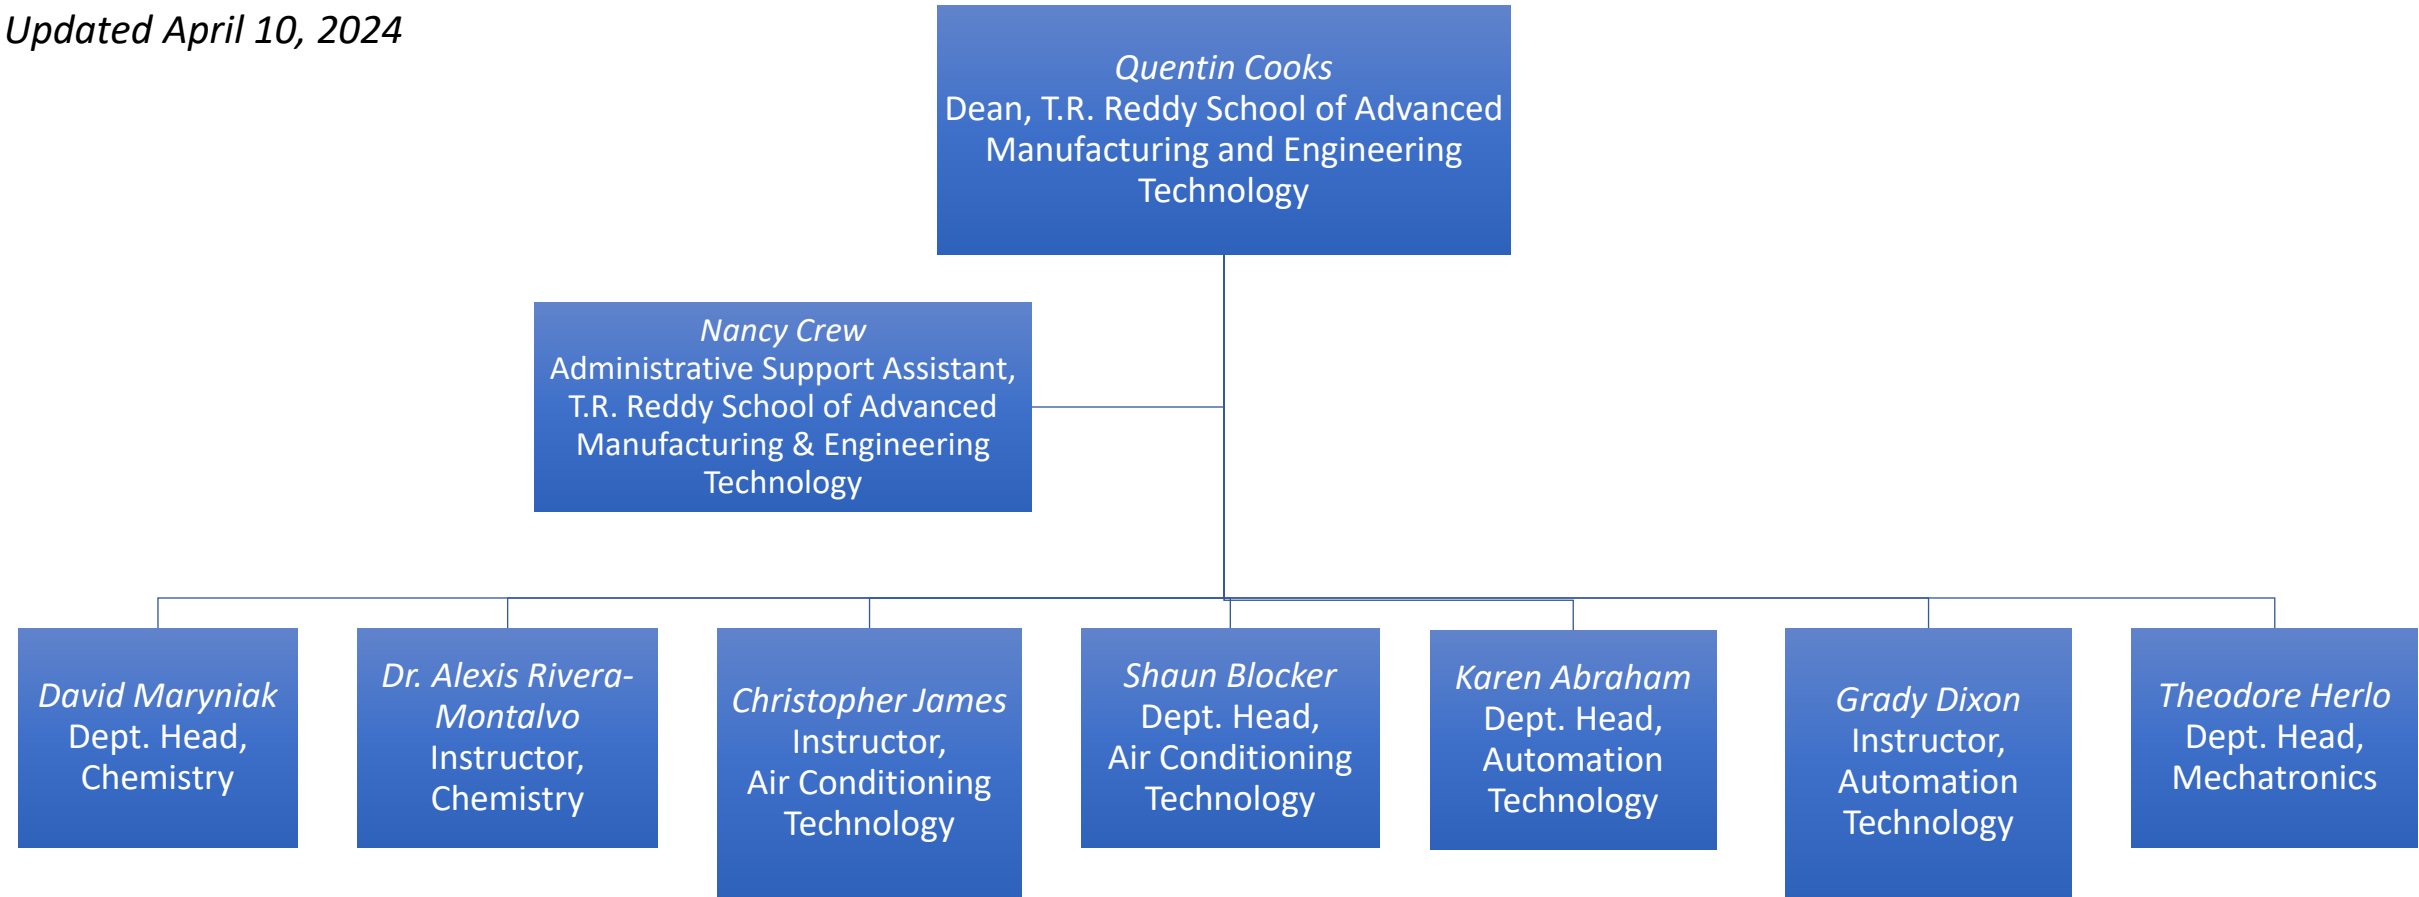 Updated April 10, 2024
Quentin Cooks
Dean, T.R. Reddy School of Advanced
Manufacturing and Engineering
Technology
Nancy Crew
Administrative Support Assistant,
T.R. Reddy School of Advanced
Manufacturing & Engineering
Technology
David Maryniak
Dept. Head,
Chemistry
Dr. Alexis Rivera-
Montalvo
Instructor,
Chemistry
Christopher James
Instructor,
Air Conditioning
Technology
Shaun Blocker
Dept. Head,
Air Conditioning
Technology
Karen Abraham
Dept. Head,
Automation
Technology
Grady Dixon
Instructor,
Automation
Technology
Theodore Herlo
Dept. Head,
Mechatronics